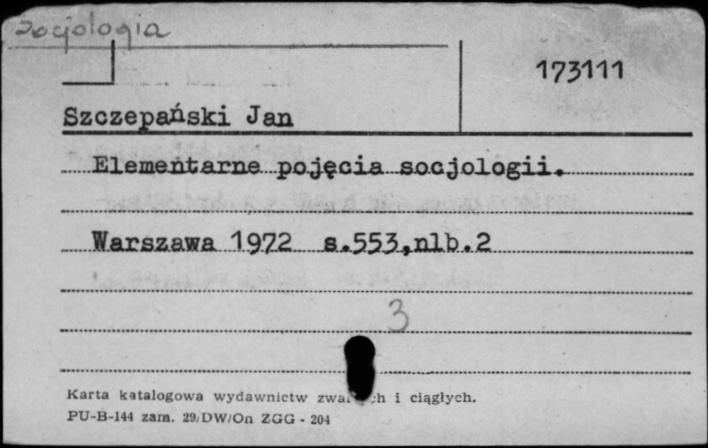 Socjologia
173111
Szczepański Jan
Elementarne pojęcia socjologii.
Warszawa 1972 s.553,nlb.2
3
Karta katalogowa wydawnictw i ciągłych.
PU-B-144 zam. 29/DW/On ZGG - 204